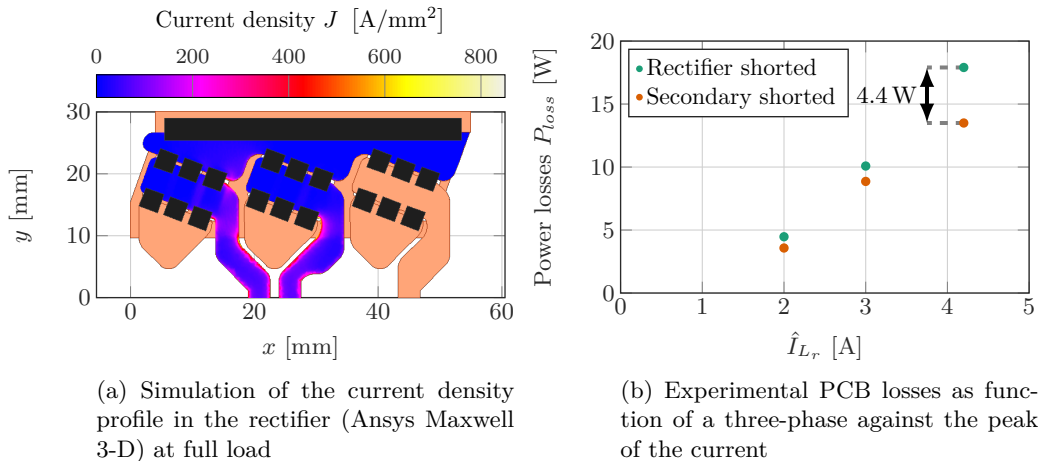 Current density J [A/mm²]
0 200 400 600 800
30
20
10
0
y [mm]
0 20 40 60
x [mm]
(a) Simulation of the current density
profile in the rectifier (Ansys Maxwell
3-D) at full load
20
15
10
5
0
Power losses P_loss [W]
Rectifier shorted
Secondary shorted
4.4 W
0 1 2 3 4 5
Î_{L_r} [A]
(b) Experimental PCB losses as func-
tion of a three-phase against the peak
of the current